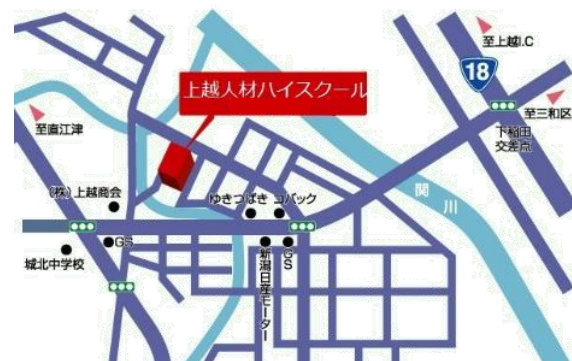 至上越I.C
18
上越人材ハイスクール
至三和区
下稲田
交差点
至直江津
関川
(株)上越商会
ゆきつばき
コバック
GS
城北中学校
新潟日産モーター
GS